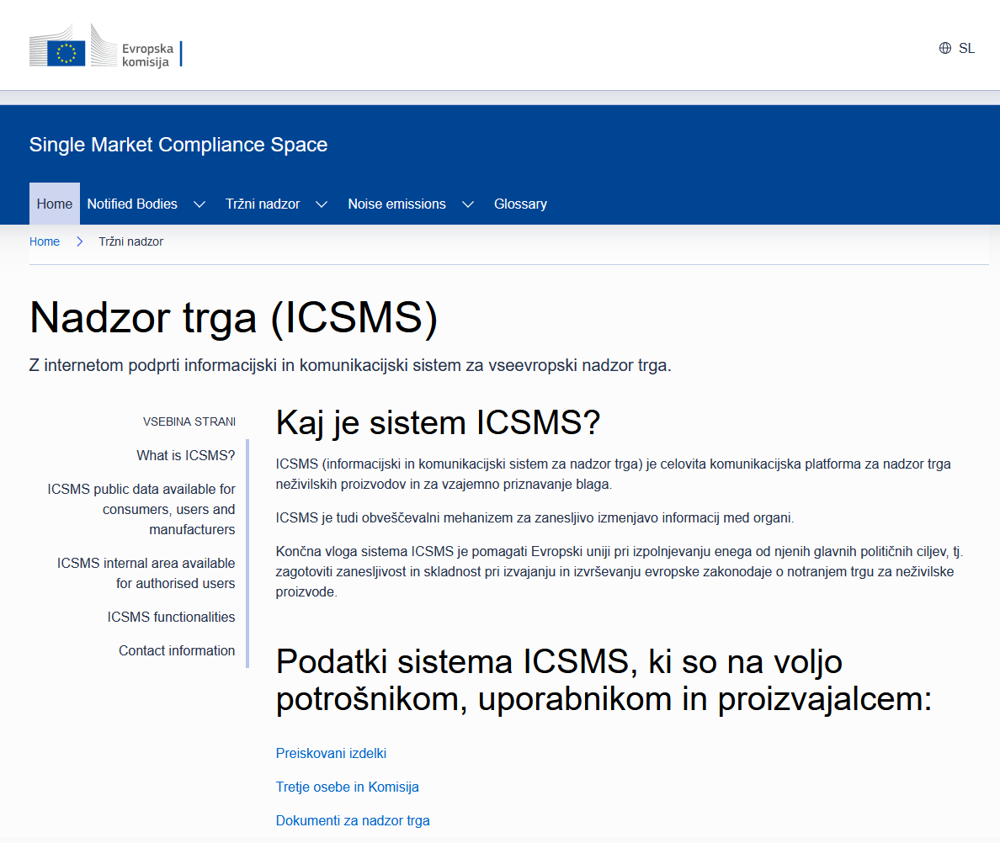 Evropska
komisija
SL
Single Market Compliance Space
Home Notified Bodies Tržni nadzor Noise emissions Glossary
Home Tržni nadzor
Nadzor trga (ICSMS)
Z internetom podprti informacijski in komunikacijski sistem za vseevropski nadzor trga.
VSEBINA STRANI
What is ICSMS?
ICSMS public data available for
consumers, users and
manufacturers
ICSMS internal area available
for authorised users
ICSMS functionalities
Contact information
Kaj je sistem ICSMS?
ICSMS (informacijski in komunikacijski sistem za nadzor trga) je celovita komunikacijska platforma za nadzor trga
neživilskih proizvodov in za vzajemno priznavanje blaga.
ICSMS je tudi obveščevalni mehanizem za zanesljivo izmenjavo informacij med organi.
Končna vloga sistema ICSMS je pomagati Evropski uniji pri izpolnjevanju enega od njenih glavnih političnih ciljev, tj.
zagotoviti zanesljivost in skladnost pri izvajanju in izvrševanju evropske zakonodaje o notranjem trgu za neživilske
proizvode.
Podatki sistema ICSMS, ki so na voljo
potrošnikom, uporabnikom in proizvajalcem:
Preiskovani izdelki
Tretje osebe in Komisija
Dokumenti za nadzor trga